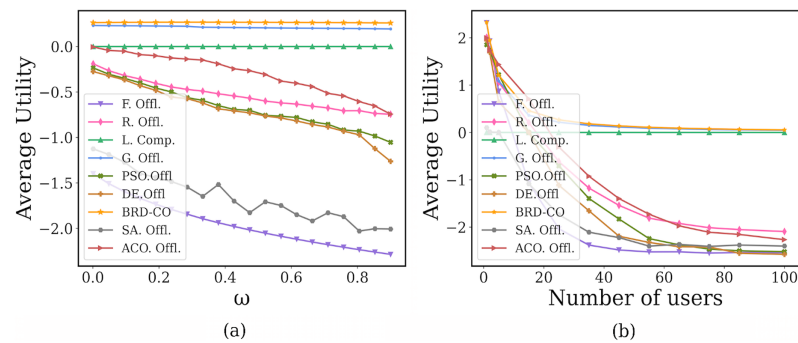 Average Utility
0.0
−0.5
−1.0
−1.5
−2.0
F. Offl.
R. Offl.
L. Comp.
G. Offl.
PSO.Offl
DE.Offl
BRD-CO
SA. Offl.
ACO. Offl.
0.0 0.2 0.4 0.6 0.8
ω
(a)
Average Utility
2
1
0
−1
−2
F. Offl.
R. Offl.
L. Comp.
G. Offl.
PSO.Offl
DE.Offl
BRD-CO
SA. Offl.
ACO. Offl.
0 20 40 60 80 100
Number of users
(b)